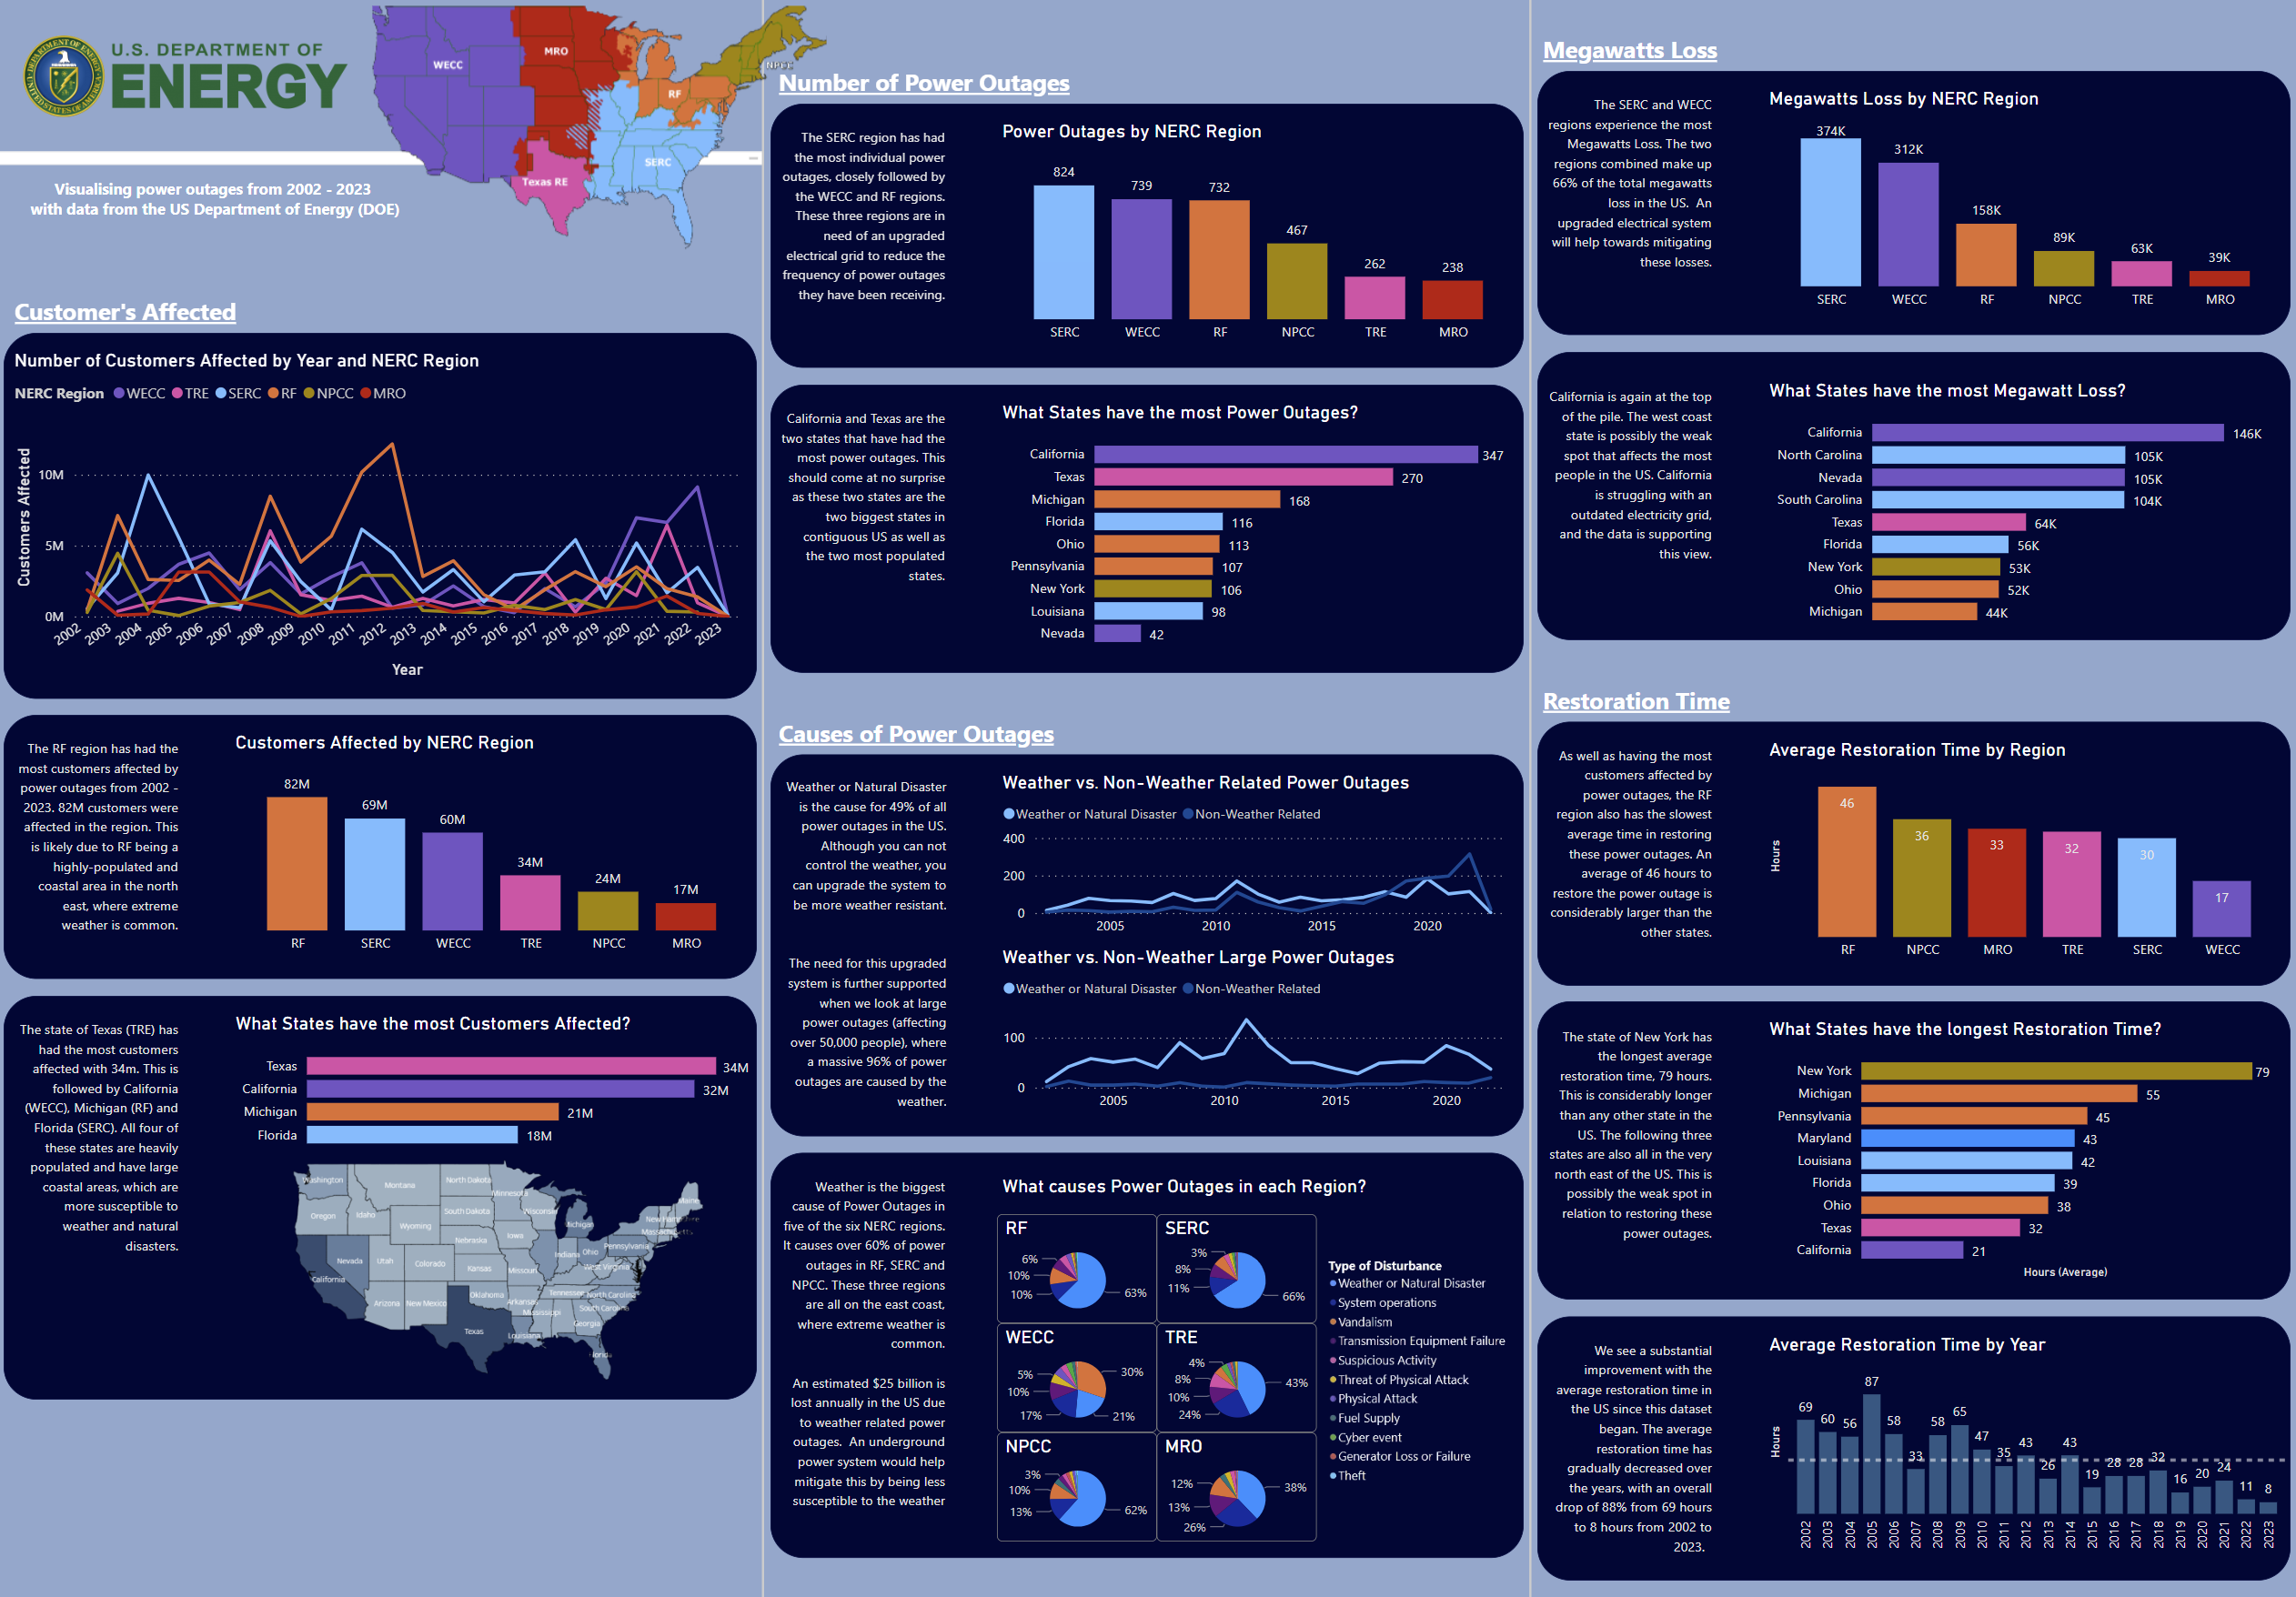 U.S. DEPARTMENT OF
ENERGY
WECC
MRO
NPCC
RF
SERC
Texas RE
Visualising power outages from 2002 - 2023
with data from the US Department of Energy (DOE)
Customer's Affected
Number of Customers Affected by Year and NERC Region
NERC Region WECC TRE SERC RF NPCC MRO
Customers Affected
10M
5M
0M
2002 2003 2004 2005 2006 2007 2008 2009 2010 2011 2012 2013 2014 2015 2016 2017 2018 2019 2020 2021 2022 2023
Year
The RF region has had the
most customers affected by
power outages from 2002 -
2023. 82M customers were
affected in the region. This
is likely due to RF being a
highly-populated and
coastal area in the north
east, where extreme
weather is common.
Customers Affected by NERC Region
82M
69M
60M
34M
24M
17M
RF SERC WECC TRE NPCC MRO
The state of Texas (TRE) has
had the most customers
affected with 34m. This is
followed by California
(WECC), Michigan (RF) and
Florida (SERC). All four of
these states are heavily
populated and have large
coastal areas, which are
more susceptible to
weather and natural
disasters.
What States have the most Customers Affected?
Texas 34M
California 32M
Michigan 21M
Florida 18M
Washington
Montana
North Dakota
Minnesota
Maine
Oregon
Idaho
South Dakota
Wisconsin
Michigan
New Hampshire
Massachusetts
Wyoming
Nebraska
Iowa
Pennsylvania
Nevada
Utah
Colorado
Kansas
Missouri
Indiana
Ohio
West Virginia
California
Arizona
New Mexico
Oklahoma
Arkansas
Tennessee
North Carolina
South Carolina
Mississippi
Georgia
Texas
Louisiana
Florida
Number of Power Outages
The SERC region has had
the most individual power
outages, closely followed by
the WECC and RF regions.
These three regions are in
need of an upgraded
electrical grid to reduce the
frequency of power outages
they have been receiving.
Power Outages by NERC Region
824
739
732
467
262
238
SERC WECC RF NPCC TRE MRO
California and Texas are the
two states that have had the
most power outages. This
should come at no surprise
as these two states are the
two biggest states in
contiguous US as well as
the two most populated
states.
What States have the most Power Outages?
California 347
Texas 270
Michigan 168
Florida 116
Ohio 113
Pennsylvania 107
New York 106
Louisiana 98
Nevada 42
Causes of Power Outages
Weather or Natural Disaster
is the cause for 49% of all
power outages in the US.
Although you can not
control the weather, you
can upgrade the system to
be more weather resistant.
Weather vs. Non-Weather Related Power Outages
Weather or Natural Disaster Non-Weather Related
400
200
0
2005 2010 2015 2020
The need for this upgraded
system is further supported
when we look at large
power outages (affecting
over 50,000 people), where
a massive 96% of power
outages are caused by the
weather.
Weather vs. Non-Weather Large Power Outages
Weather or Natural Disaster Non-Weather Related
100
0
2005 2010 2015 2020
Weather is the biggest
cause of Power Outages in
five of the six NERC regions.
It causes over 60% of power
outages in RF, SERC and
NPCC. These three regions
are all on the east coast,
where extreme weather is
common.
An estimated $25 billion is
lost annually in the US due
to weather related power
outages. An underground
power system would help
mitigate this by being less
susceptible to the weather
What causes Power Outages in each Region?
RF
6%
10%
10%
63%
SERC
3%
8%
11%
66%
WECC
5%
10%
17%
30%
21%
TRE
4%
8%
10%
24%
43%
NPCC
3%
10%
13%
62%
MRO
12%
13%
26%
38%
Type of Disturbance
Weather or Natural Disaster
System operations
Vandalism
Transmission Equipment Failure
Suspicious Activity
Threat of Physical Attack
Physical Attack
Fuel Supply
Cyber event
Generator Loss or Failure
Theft
Megawatts Loss
The SERC and WECC
regions experience the most
Megawatts Loss. The two
regions combined make up
66% of the total megawatts
loss in the US. An
upgraded electrical system
will help towards mitigating
these losses.
Megawatts Loss by NERC Region
374K
312K
158K
89K
63K
39K
SERC WECC RF NPCC TRE MRO
California is again at the top
of the pile. The west coast
state is possibly the weak
spot that affects the most
people in the US. California
is struggling with an
outdated electricity grid,
and the data is supporting
this view.
What States have the most Megawatt Loss?
California 146K
North Carolina 105K
Nevada 105K
South Carolina 104K
Texas 64K
Florida 56K
New York 53K
Ohio 52K
Michigan 44K
Restoration Time
As well as having the most
customers affected by
power outages, the RF
region also has the slowest
average time in restoring
these power outages. An
average of 46 hours to
restore the power outage is
considerably larger than the
other states.
Average Restoration Time by Region
Hours
46
36
33
32
30
17
RF NPCC MRO TRE SERC WECC
The state of New York has
the longest average
restoration time, 79 hours.
This is considerably longer
than any other state in the
US. The following three
states are also all in the very
north east of the US. This is
possibly the weak spot in
relation to restoring these
power outages.
What States have the longest Restoration Time?
New York 79
Michigan 55
Pennsylvania 45
Maryland 43
Louisiana 42
Florida 39
Ohio 38
Texas 32
California 21
Hours (Average)
We see a substantial
improvement with the
average restoration time in
the US since this dataset
began. The average
restoration time has
gradually decreased over
the years, with an overall
drop of 88% from 69 hours
to 8 hours from 2002 to
2023.
Average Restoration Time by Year
Hours
69 60 56 87 58 33 58 65 47 35 43 26 43 19 28 28 32 16 20 24 11 8
2002 2003 2004 2005 2006 2007 2008 2009 2010 2011 2012 2013 2014 2015 2016 2017 2018 2019 2020 2021 2022 2023